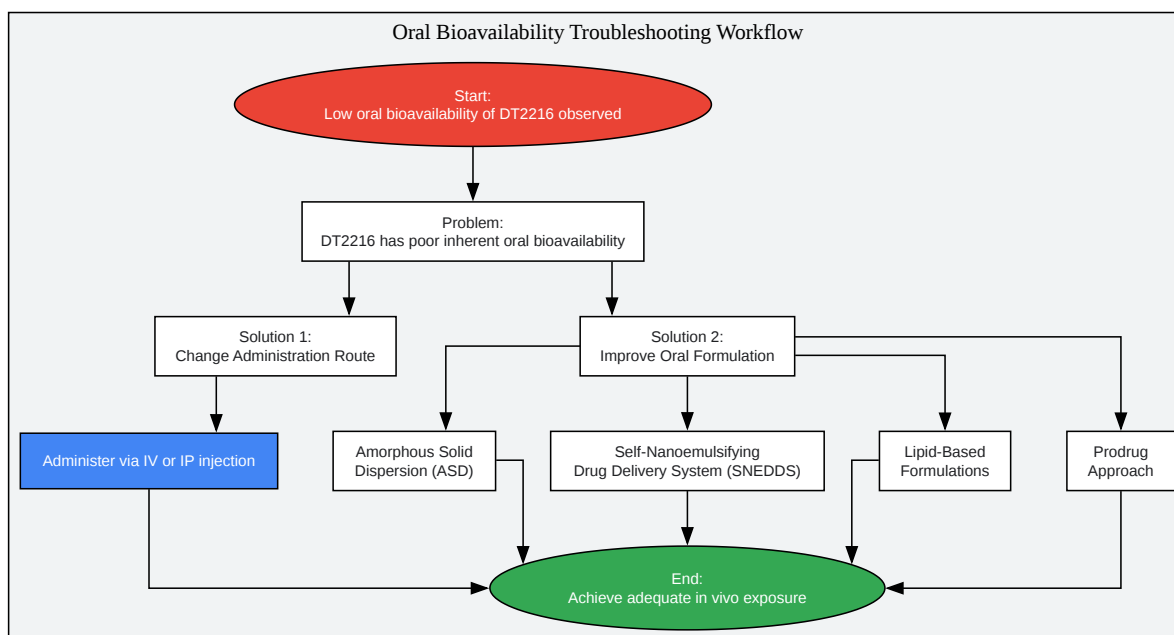 Oral Bioavailability Troubleshooting Workflow
Start:
Low oral bioavailability of DT2216 observed
Problem:
DT2216 has poor inherent oral bioavailability
Solution 1:
Change Administration Route
Solution 2:
Improve Oral Formulation
Administer via IV or IP injection
Amorphous Solid
Dispersion (ASD)
Self-Nanoemulsifying
Drug Delivery System (SNEDDS)
Lipid-Based
Formulations
Prodrug
Approach
End:
Achieve adequate in vivo exposure